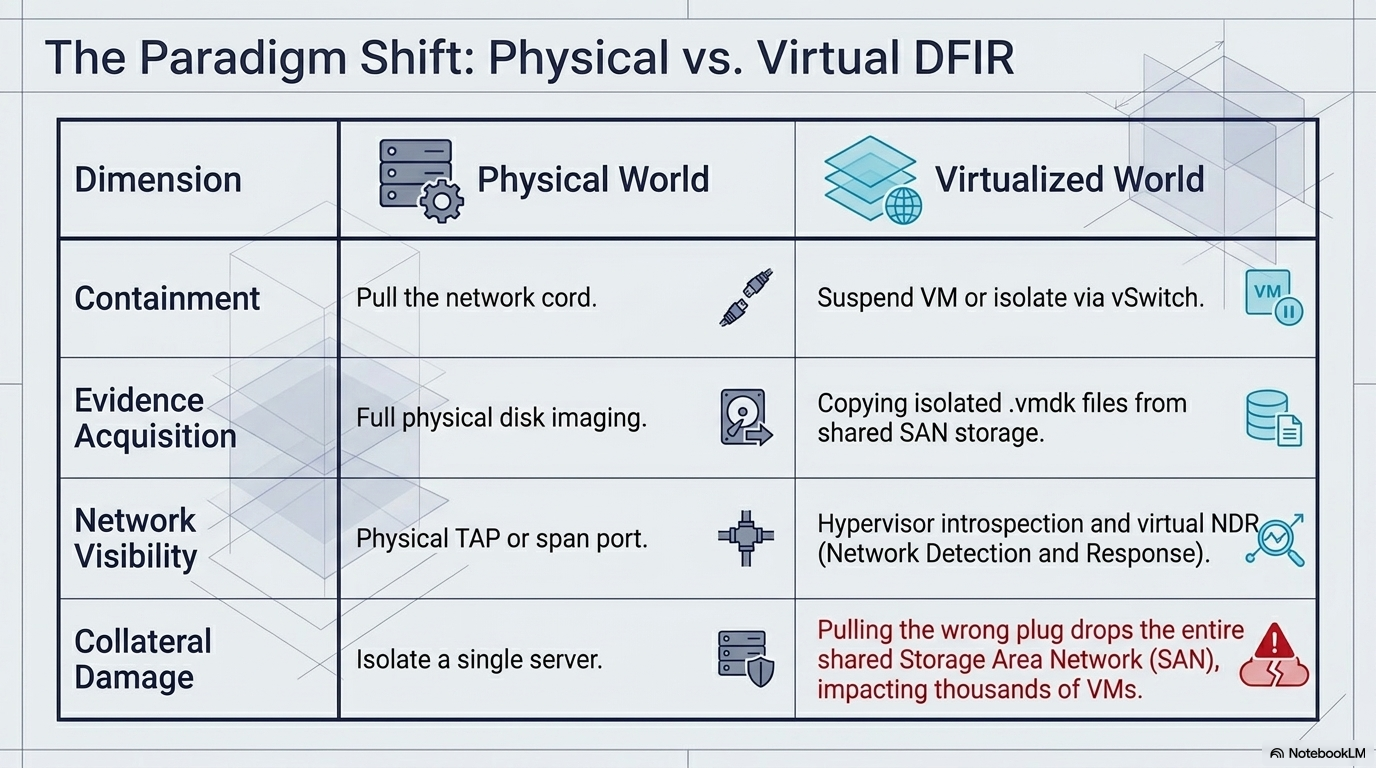 The Paradigm Shift: Physical vs. Virtual DFIR
Dimension
Physical World
Virtualized World
Containment
Pull the network cord.
Suspend VM or isolate via vSwitch.
VM
Evidence
Acquisition
Full physical disk imaging.
Copying isolated .vmdk files from
shared SAN storage.
Network
Visibility
Physical TAP or span port.
Hypervisor introspection and virtual NDR
(Network Detection and Response).
Collateral
Damage
Isolate a single server.
Pulling the wrong plug drops the entire
shared Storage Area Network (SAN),
impacting thousands of VMs.
NotebookLM